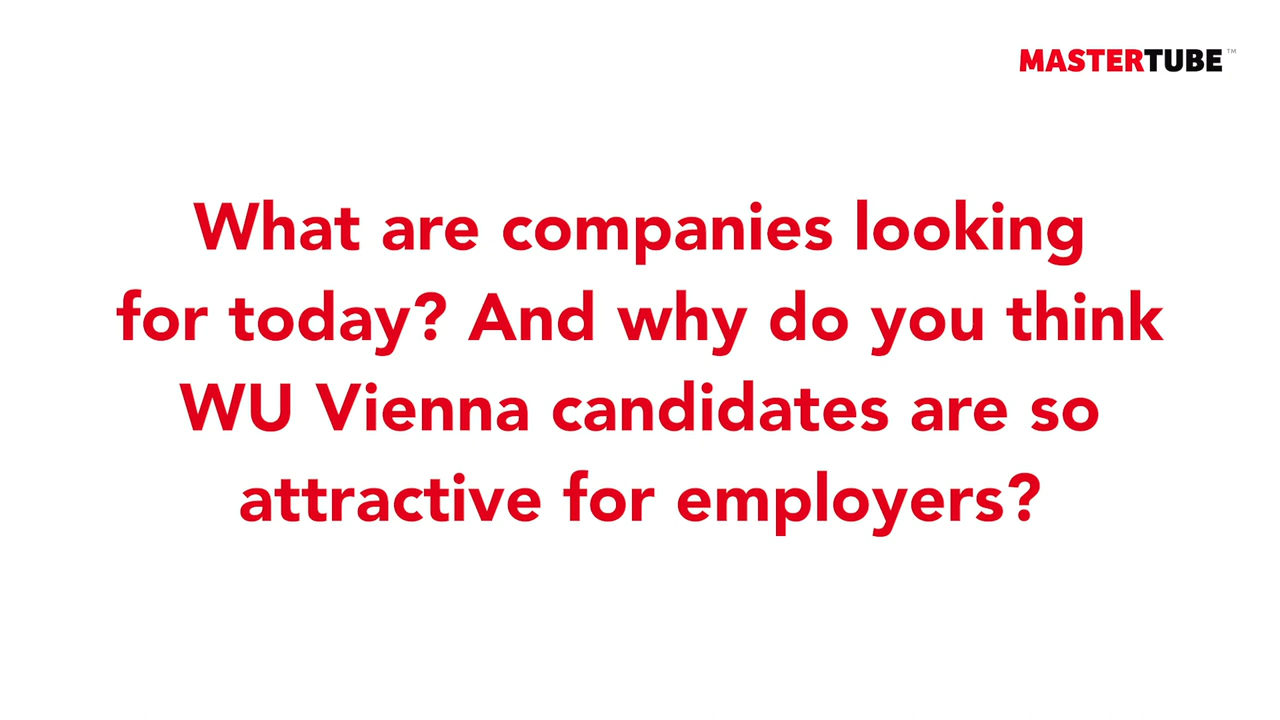 MASTERTUBE™
What are companies looking
for today? And why do you think
WU Vienna candidates are so
attractive for employers?